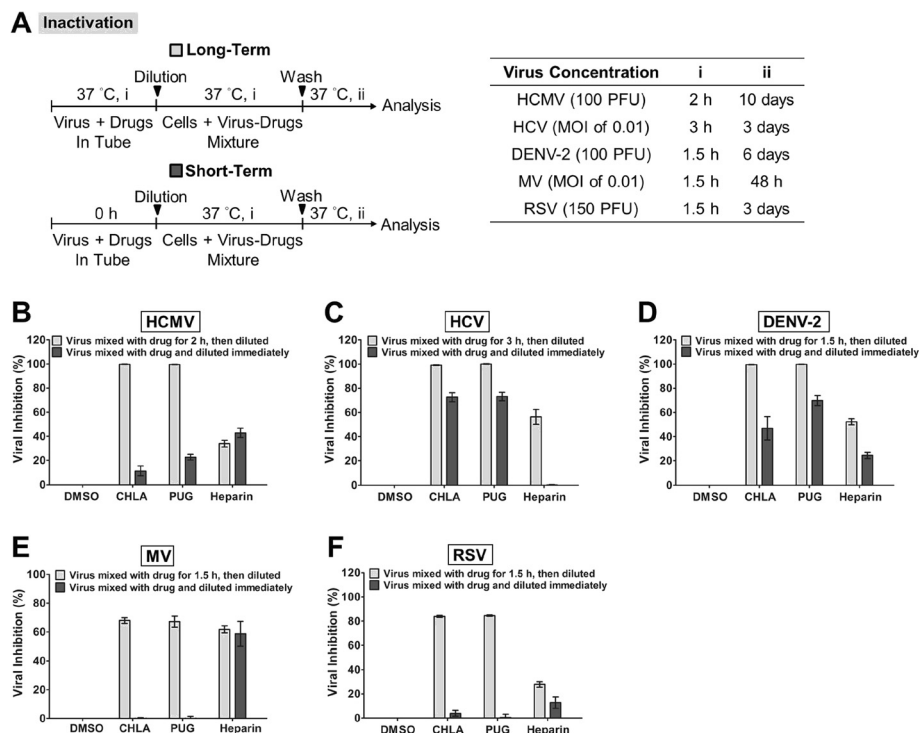 A Inactivation
Long-Term
Dilution Wash
37 °C, i 37 °C, i 37 °C, ii
Analysis
Virus + Drugs Cells + Virus-Drugs
In Tube Mixture
Short-Term
Dilution Wash
0 h 37 °C, i 37 °C, ii
Analysis
Virus + Drugs Cells + Virus-Drugs
In Tube Mixture
Virus Concentration i ii
HCMV (100 PFU) 2 h 10 days
HCV (MOI of 0.01) 3 h 3 days
DENV-2 (100 PFU) 1.5 h 6 days
MV (MOI of 0.01) 1.5 h 48 h
RSV (150 PFU) 1.5 h 3 days
B HCMV
Virus mixed with drug for 2 h, then diluted
Virus mixed with drug and diluted immediately
Viral Inhibition (%)
120
100
80
60
40
20
0
DMSO CHLA PUG Heparin
C HCV
Virus mixed with drug for 3 h, then diluted
Virus mixed with drug and diluted immediately
Viral Inhibition (%)
120
100
80
60
40
20
0
DMSO CHLA PUG Heparin
D DENV-2
Virus mixed with drug for 1.5 h, then diluted
Virus mixed with drug and diluted immediately
Viral Inhibition (%)
120
100
80
60
40
20
0
DMSO CHLA PUG Heparin
E MV
Virus mixed with drug for 1.5 h, then diluted
Virus mixed with drug and diluted immediately
Viral Inhibition (%)
100
80
60
40
20
0
DMSO CHLA PUG Heparin
F RSV
Virus mixed with drug for 1.5 h, then diluted
Virus mixed with drug and diluted immediately
Viral Inhibition (%)
120
100
80
60
40
20
0
DMSO CHLA PUG Heparin